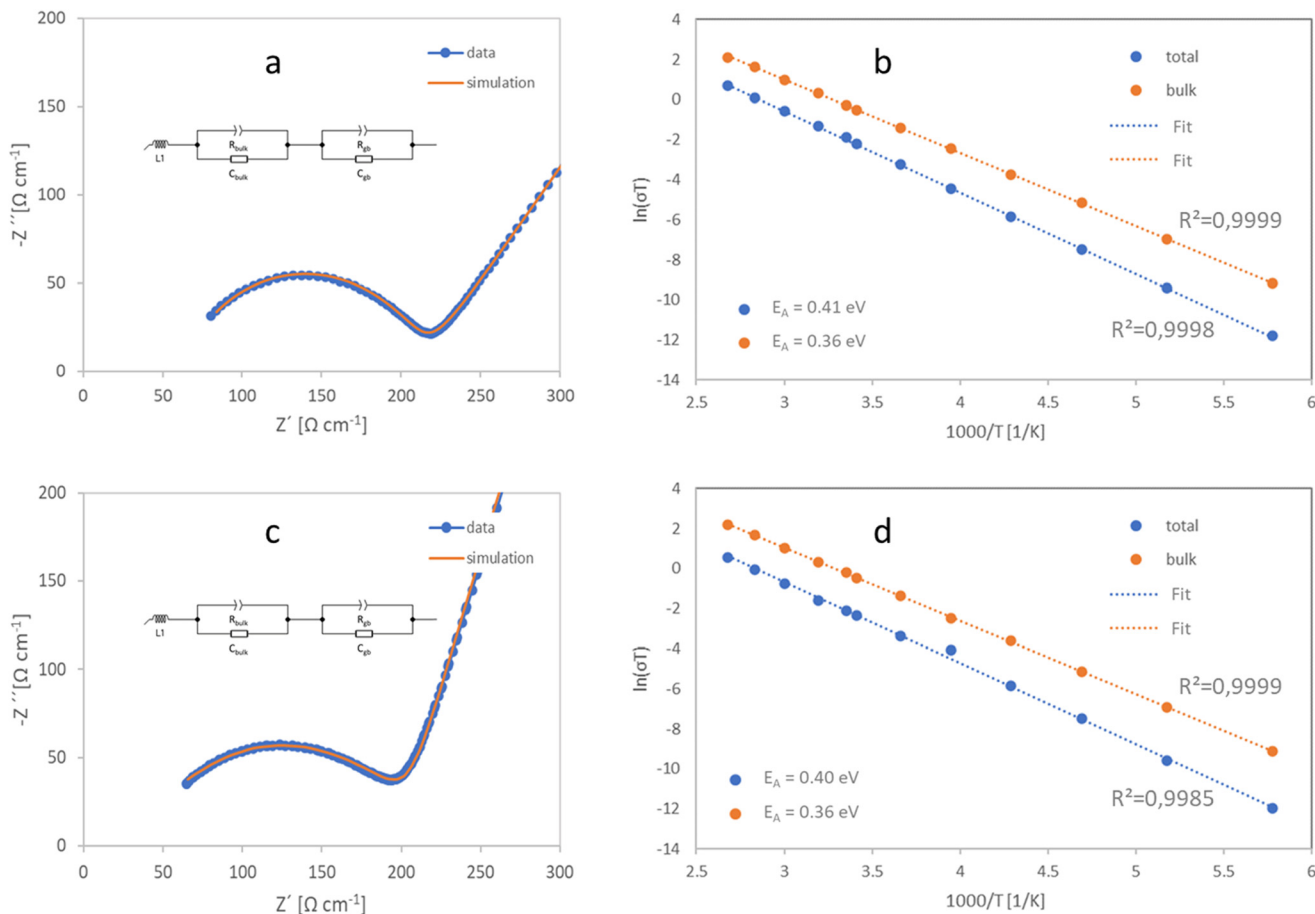 a
data
simulation
-Z´´[Ω cm⁻¹]
200
150
100
50
0
L1
R_bulk
C_bulk
R_gb
C_gb
0 50 100 150 200 250 300
Z´ [Ω cm⁻¹]
b
total
bulk
Fit
Fit
ln(σT)
4
2
0
-2
-4
-6
-8
-10
-12
-14
R²=0,9999
R²=0,9998
E_A = 0.41 eV
E_A = 0.36 eV
2.5 3 3.5 4 4.5 5 5.5 6
1000/T [1/K]
c
data
simulation
-Z´´[Ω cm⁻¹]
200
150
100
50
0
L1
R_bulk
C_bulk
R_gb
C_gb
0 50 100 150 200 250 300
Z´ [Ω cm⁻¹]
d
total
bulk
Fit
Fit
ln(σT)
4
2
0
-2
-4
-6
-8
-10
-12
-14
R²=0,9999
R²=0,9985
E_A = 0.40 eV
E_A = 0.36 eV
2.5 3 3.5 4 4.5 5 5.5 6
1000/T [1/K]